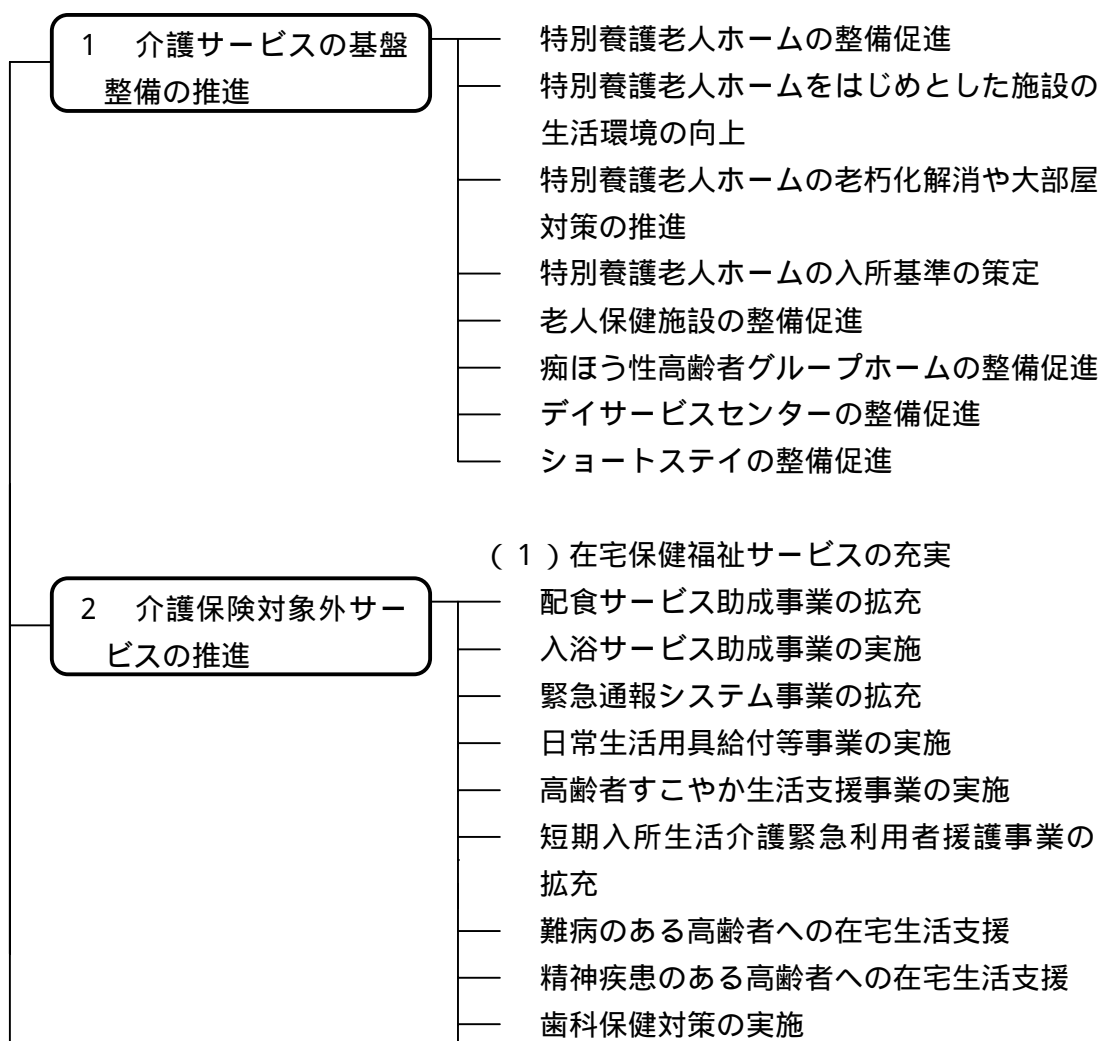 1　介護サービスの基盤
整備の推進
特別養護老人ホームの整備促進
特別養護老人ホームをはじめとした施設の
生活環境の向上
特別養護老人ホームの老朽化解消や大部屋
対策の推進
特別養護老人ホームの入所基準の策定
老人保健施設の整備促進
痴ほう性高齢者グループホームの整備促進
デイサービスセンターの整備促進
ショートステイの整備促進
2　介護保険対象外サー
ビスの推進
(1)在宅保健福祉サービスの充実
配食サービス助成事業の拡充
入浴サービス助成事業の実施
緊急通報システム事業の拡充
日常生活用具給付等事業の実施
高齢者すこやか生活支援事業の実施
短期入所生活介護緊急利用者援護事業の
拡充
難病のある高齢者への在宅生活支援
精神疾患のある高齢者への在宅生活支援
歯科保健対策の実施